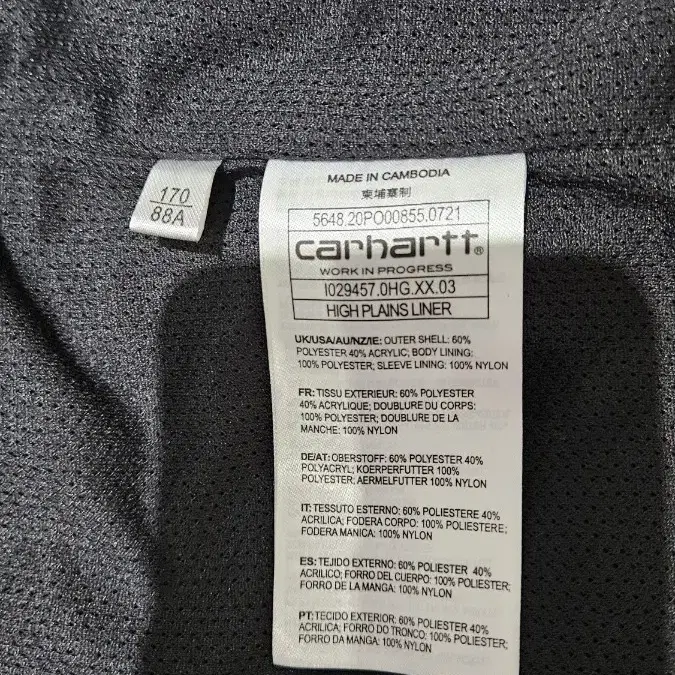 170
88A
MADE IN CAMBODIA
柬埔寨制
5648.20PO00855.0721
carhartt®
WORK IN PROGRESS
I029457.0HG.XX.03
HIGH PLAINS LINER
UK/USA/AU/NZ/IE: OUTER SHELL: 60%
POLYESTER 40% ACRYLIC; BODY LINING:
100% POLYESTER; SLEEVE LINING: 100% NYLON
FR: TISSU EXTERIEUR: 60% POLYESTER
40% ACRYLIQUE; DOUBLURE DU CORPS:
100% POLYESTER; DOUBLURE DE LA
MANCHE: 100% NYLON
DE/AT: OBERSTOFF: 60% POLYESTER 40%
POLYACRYL; KOERPERFUTTER 100%
POLYESTER; AERMELFUTTER 100% NYLON
IT: TESSUTO ESTERNO: 60% POLIESTERE 40%
ACRILICA; FODERA CORPO: 100% POLIESTERE;
FODERA MANICA: 100% NYLON
ES: TEJIDO EXTERNO: 60% POLIESTER 40%
ACRILICO; FORRO DEL CUERPO: 100% POLIESTER;
FORRO DE LA MANGA: 100% NYLON
PT: TECIDO EXTERIOR: 60% POLIESTER 40%
ACRILICA; FORRO DO TRONCO: 100% POLIESTER;
FORRO DA MANGA: 100% NYLON